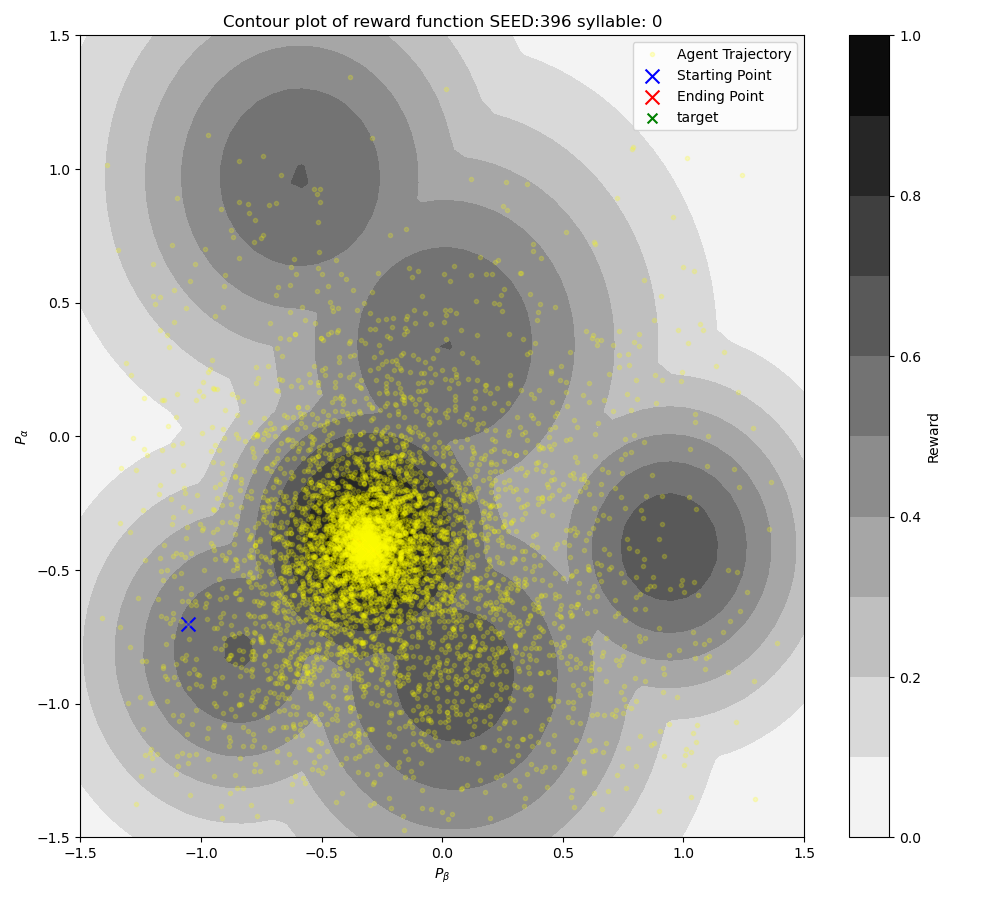 Contour plot of reward function SEED:396 syllable: 0
Agent Trajectory
Starting Point
Ending Point
target
1.5
1.0
0.5
0.0
−0.5
−1.0
−1.5
Pα
−1.5 −1.0 −0.5 0.0 0.5 1.0 1.5
Pβ
1.0
0.8
0.6
0.4
0.2
0.0
Reward